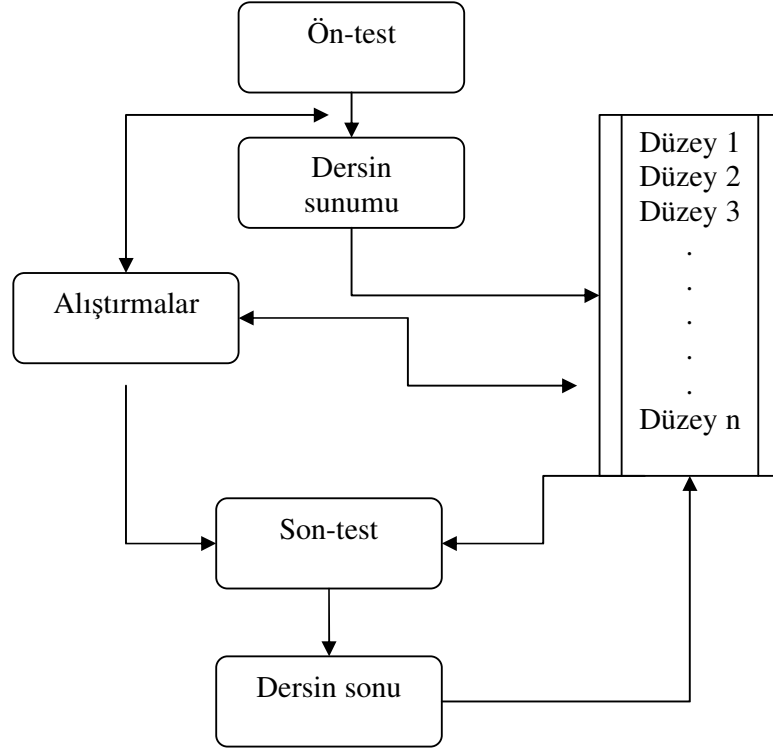 Ön-test
Dersin
sunumu
Düzey 1
Düzey 2
Düzey 3
.
.
.
.
.
Düzey n
Alıştırmalar
Son-test
Dersin sonu